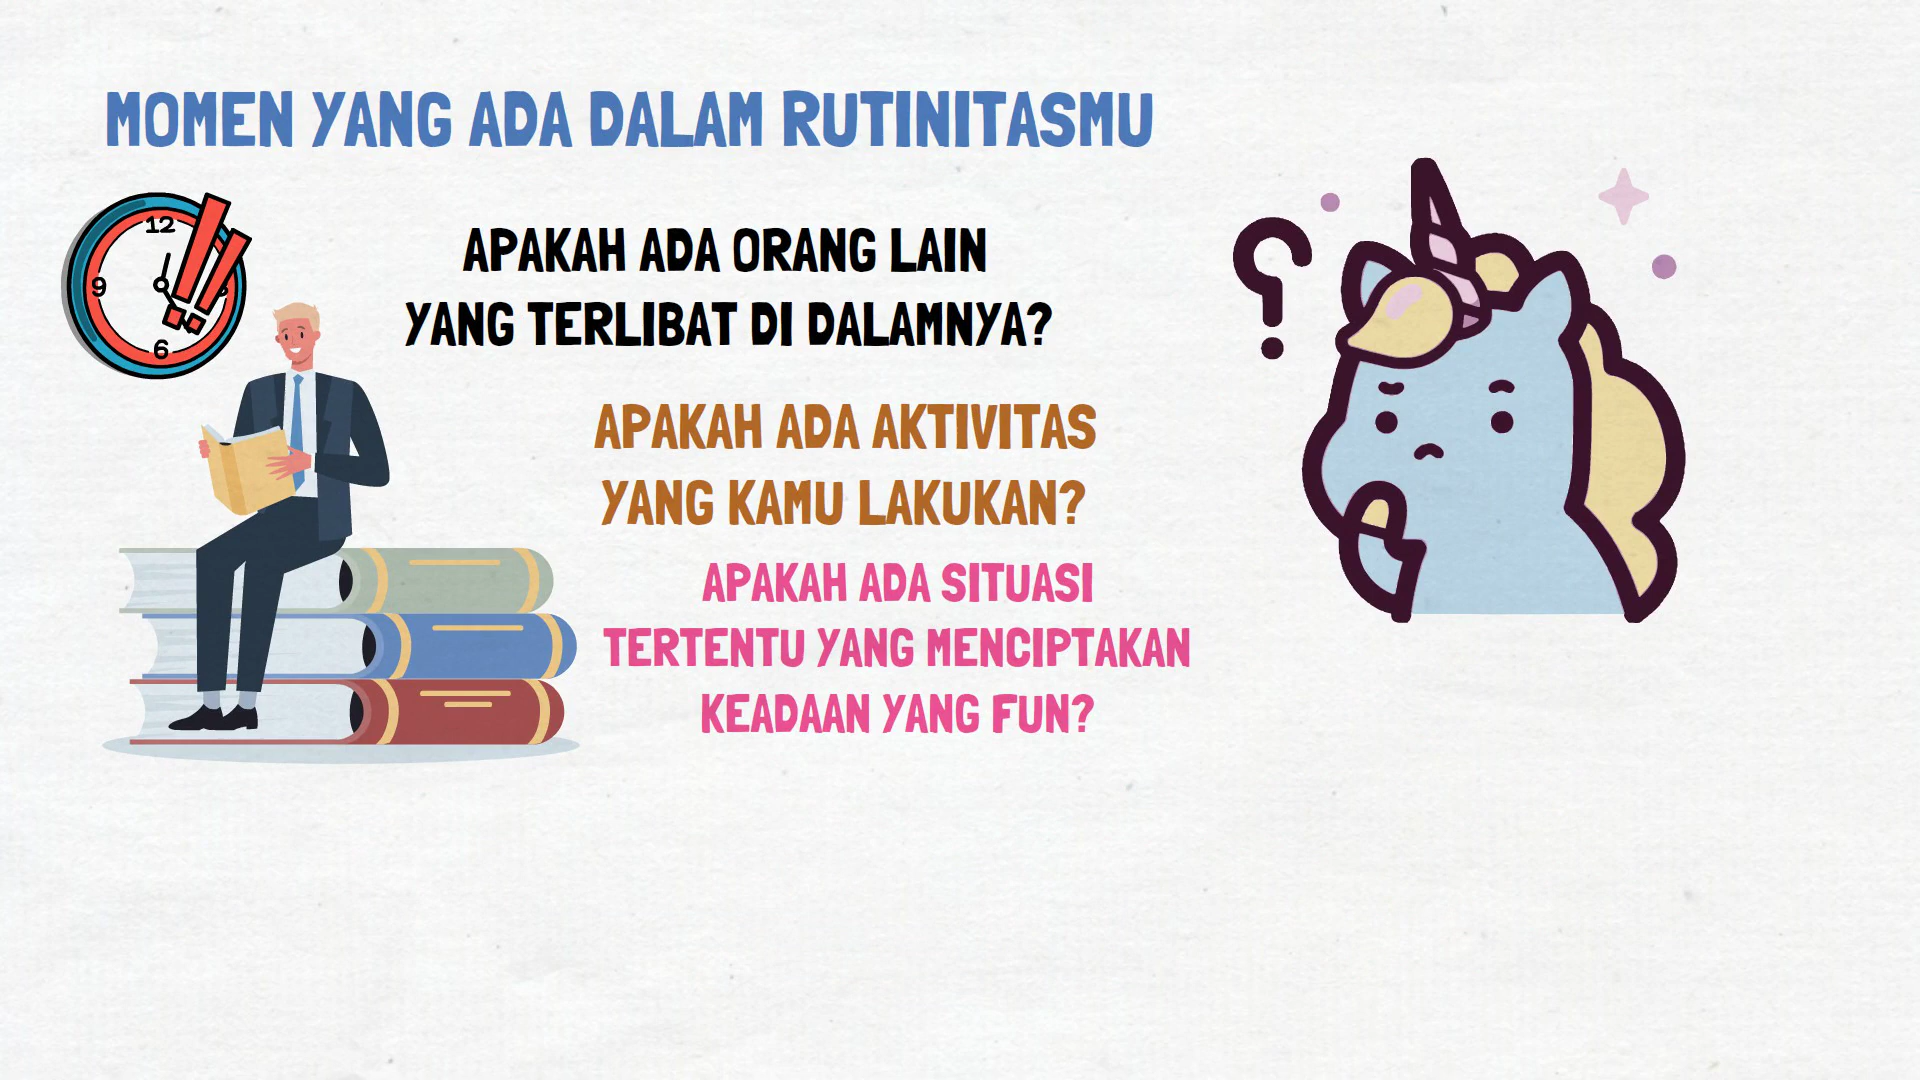 MOMEN YANG ADA DALAM RUTINITASMU
12
9
6
APAKAH ADA ORANG LAIN
YANG TERLIBAT DI DALAMNYA?
APAKAH ADA AKTIVITAS
YANG KAMU LAKUKAN?
APAKAH ADA SITUASI
TERTENTU YANG MENCIPTAKAN
KEADAAN YANG FUN?